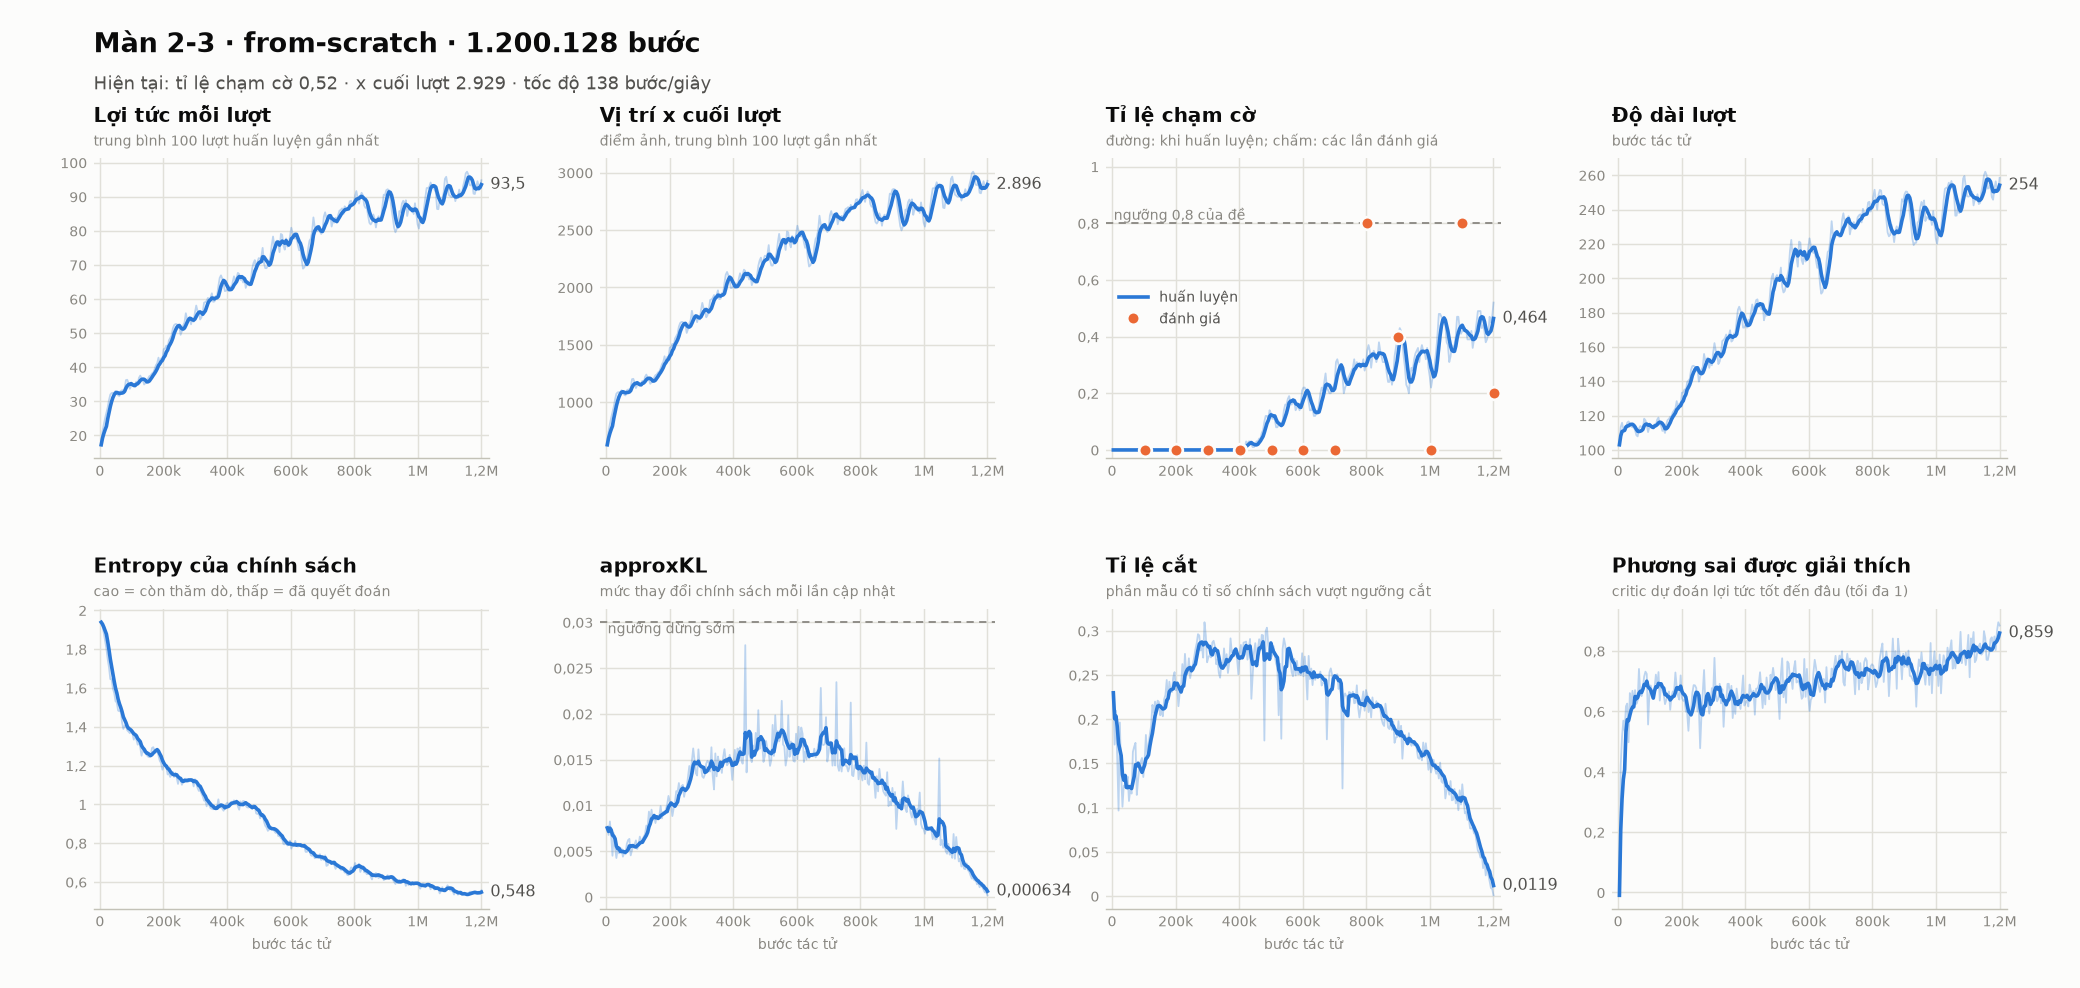 Màn 2-3 · from-scratch · 1.200.128 bước
Hiện tại: tỉ lệ chạm cờ 0,52 · x cuối lượt 2.929 · tốc độ 138 bước/giây
Lợi tức mỗi lượt
trung bình 100 lượt huấn luyện gần nhất
100
90
80
70
60
50
40
30
20
93,5
0 200k 400k 600k 800k 1M 1,2M
Vị trí x cuối lượt
điểm ảnh, trung bình 100 lượt gần nhất
3000
2500
2000
1500
1000
2.896
0 200k 400k 600k 800k 1M 1,2M
Tỉ lệ chạm cờ
đường: khi huấn luyện; chấm: các lần đánh giá
1
0,8
0,6
0,4
0,2
0
ngưỡng 0,8 của đề
huấn luyện
đánh giá
0,464
0 200k 400k 600k 800k 1M 1,2M
Độ dài lượt
bước tác tử
260
240
220
200
180
160
140
120
100
254
0 200k 400k 600k 800k 1M 1,2M
Entropy của chính sách
cao = còn thăm dò, thấp = đã quyết đoán
2
1,8
1,6
1,4
1,2
1
0,8
0,6
0,548
0 200k 400k 600k 800k 1M 1,2M
bước tác tử
approxKL
mức thay đổi chính sách mỗi lần cập nhật
0,03
0,025
0,02
0,015
0,01
0,005
0
ngưỡng dừng sớm
0,000634
0 200k 400k 600k 800k 1M 1,2M
bước tác tử
Tỉ lệ cắt
phần mẫu có tỉ số chính sách vượt ngưỡng cắt
0,3
0,25
0,2
0,15
0,1
0,05
0
0,0119
0 200k 400k 600k 800k 1M 1,2M
bước tác tử
Phương sai được giải thích
critic dự đoán lợi tức tốt đến đâu (tối đa 1)
0,8
0,6
0,4
0,2
0
0,859
0 200k 400k 600k 800k 1M 1,2M
bước tác tử